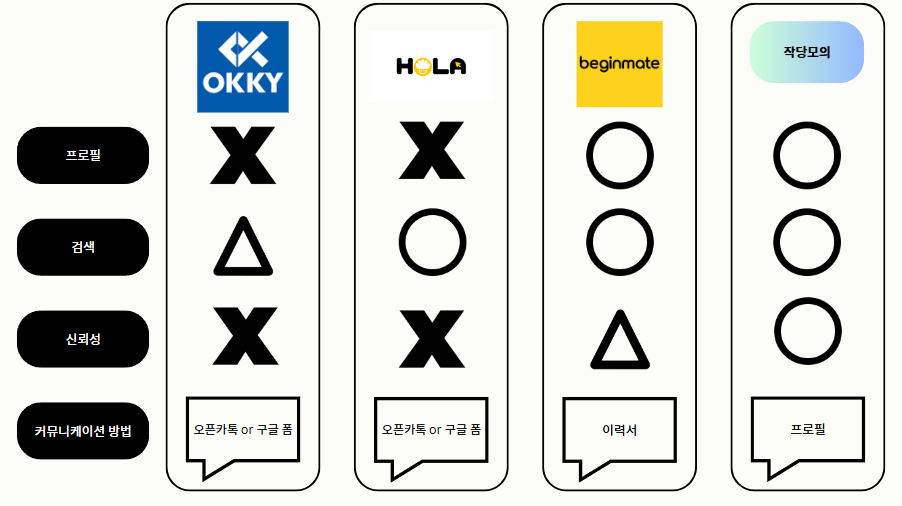 OKKY
HOLA
beginmate
작당모의
프로필
X
X
검색
신뢰성
X
X
커뮤니케이션 방법
오픈카톡 or 구글 폼
오픈카톡 or 구글 폼
이력서
프로필